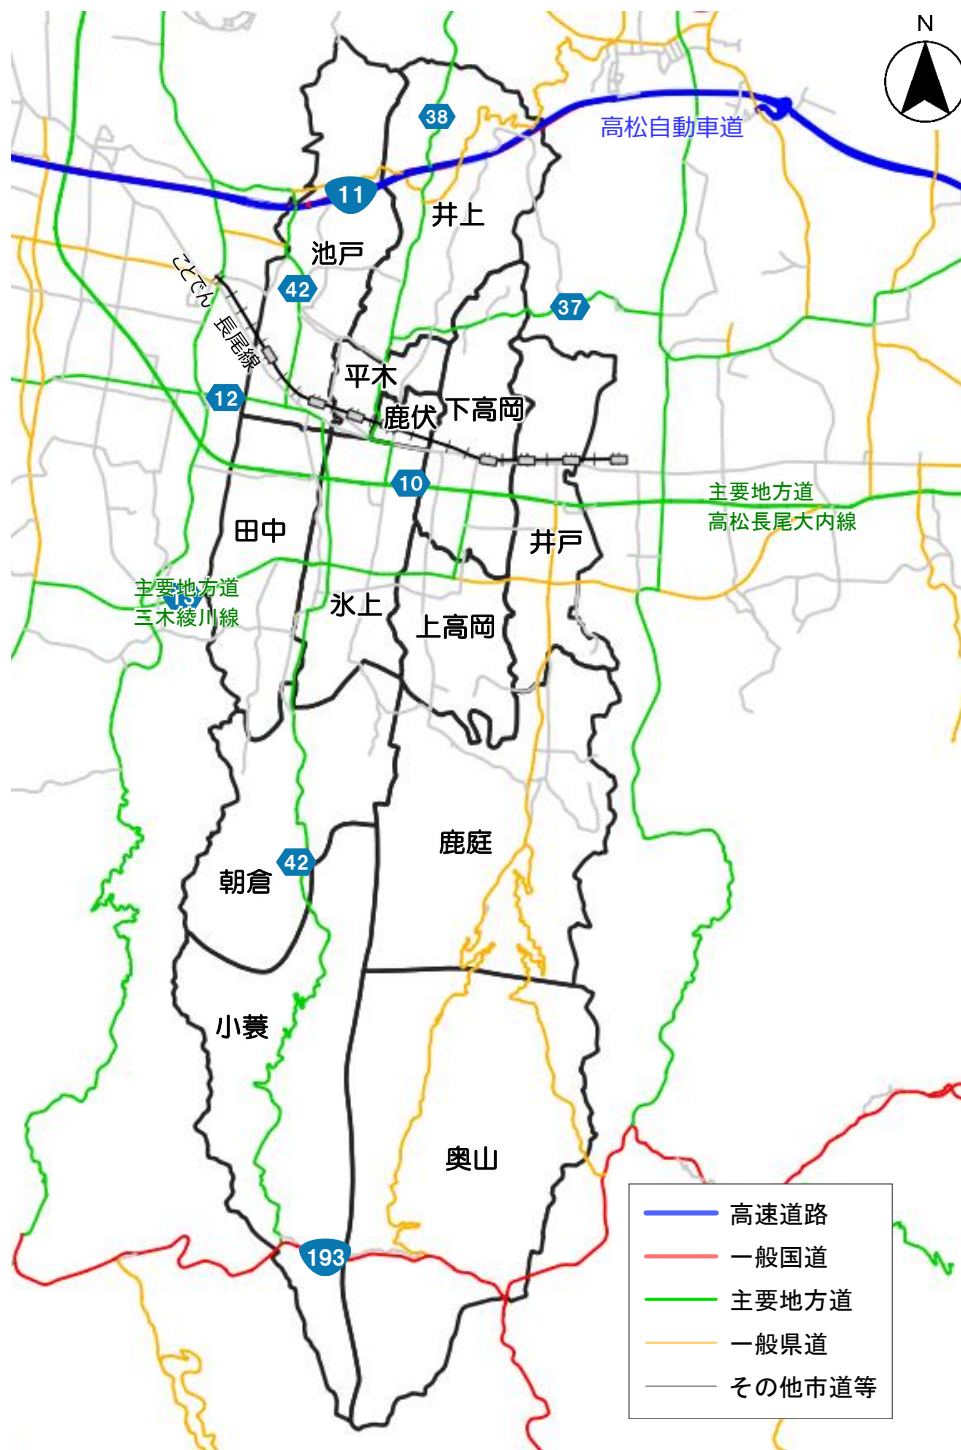 N
38
高松自動車道
11
井上
池戸
ことでん 長尾線
42
37
平木
12
鹿伏
下高岡
10
主要地方道
高松長尾大内線
田中
井戸
主要地方道
13
三木綾川線
氷上
上高岡
鹿庭
42
朝倉
小蓑
奥山
193
高速道路
一般国道
主要地方道
一般県道
その他市道等